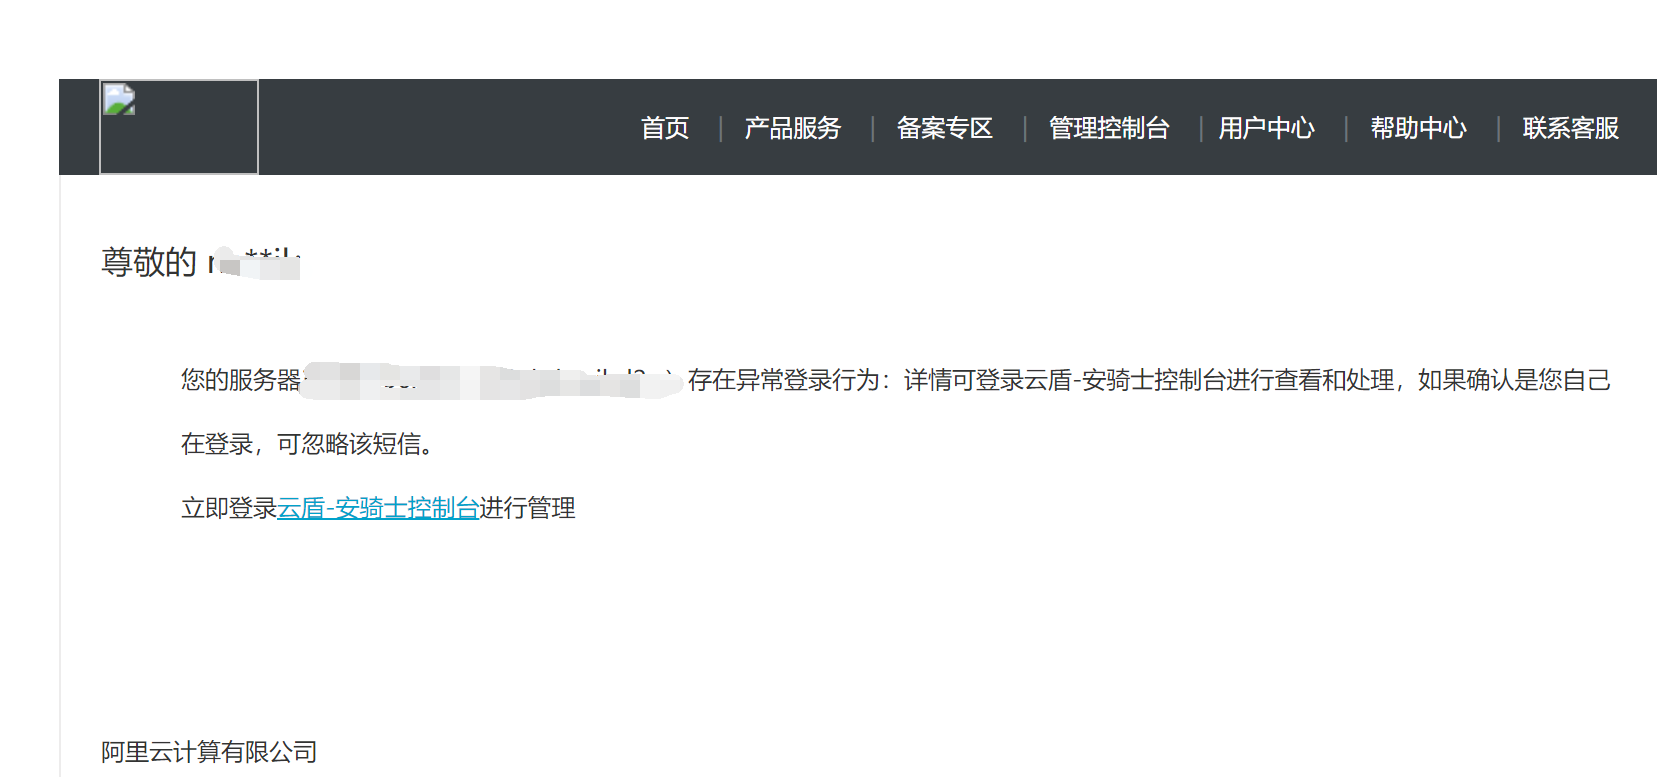 首页 | 产品服务 | 备案专区 | 管理控制台 | 用户中心 | 帮助中心 | 联系客服
尊敬的
您的服务器 存在异常登录行为：详情可登录云盾-安骑士控制台进行查看和处理，如果确认是您自己
在登录，可忽略该短信。
立即登录云盾-安骑士控制台进行管理
阿里云计算有限公司